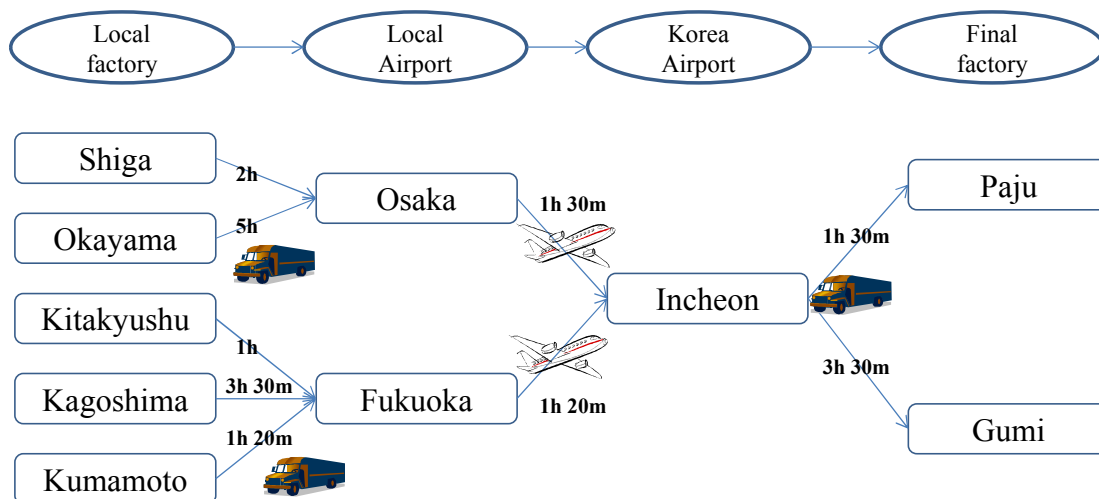 Local
factory
Local
Airport
Korea
Airport
Final
factory
Shiga
2h
Okayama
5h
Osaka
1h 30m
Paju
1h 30m
Kitakyushu
1h
Incheon
Kagoshima
3h 30m
Fukuoka
1h 20m
3h 30m
Gumi
Kumamoto
1h 20m